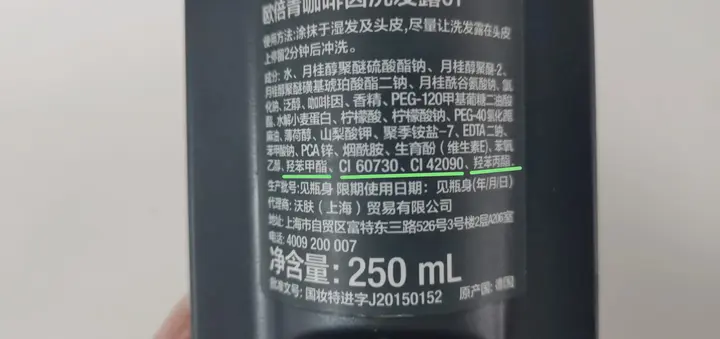 欧倍青咖啡因洗发露C1
使用方法:涂抹于湿发及头皮,尽量让洗发露在头皮
上停留2分钟后冲洗。
成分: 水、月桂醇聚醚硫酸酯钠、月桂醇聚醚-2、
月桂醇聚醚磺基琥珀酸酯二钠、月桂酰谷氨酸钠、氯
化钠、泛醇、咖啡因、香精、PEG-120甲基葡糖二油酸
酯、水解小麦蛋白、柠檬酸、柠檬酸钠、PEG-40氢化蓖
麻油、薄荷醇、山梨酸钾、聚季铵盐-7、EDTA二钠、
苯甲酸钠、PCA锌、烟酰胺、生育酚（维生素E)、苯氧
乙醇、羟苯甲酯、CI 60730、CI 42090、羟苯丙酯、
生产批号:见瓶身 限期使用日期: 见瓶身(年/月/日)
代理商: 沃肤（上海）贸易有限公司
地址: 上海市自贸区富特东三路526号3号楼2层A206室
电话: 4009 200 007
净含量: 250 mL
批准文号: 国妆特进字J20150152 原产国: 德国